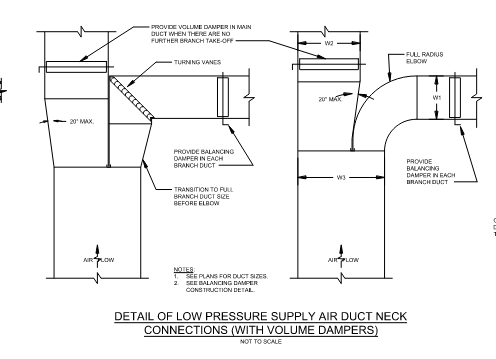 PROVIDE VOLUME DAMPER IN MAIN
DUCT WHEN THERE ARE NO
FURTHER BRANCH TAKE-OFF
TURNING VANES
20° MAX.
PROVIDE BALANCING
DAMPER IN EACH
BRANCH DUCT
TRANSITION TO FULL
BRANCH DUCT SIZE
BEFORE ELBOW
AIR FLOW
W2
FULL RADIUS
ELBOW
20° MAX.
W1
PROVIDE
BALANCING
DAMPER IN EACH
BRANCH DUCT
W3
AIR FLOW
NOTES:
1. SEE PLANS FOR DUCT SIZES.
2. SEE BALANCING DAMPER
CONSTRUCTION DETAIL.
DETAIL OF LOW PRESSURE SUPPLY AIR DUCT NECK
CONNECTIONS (WITH VOLUME DAMPERS)
NOT TO SCALE